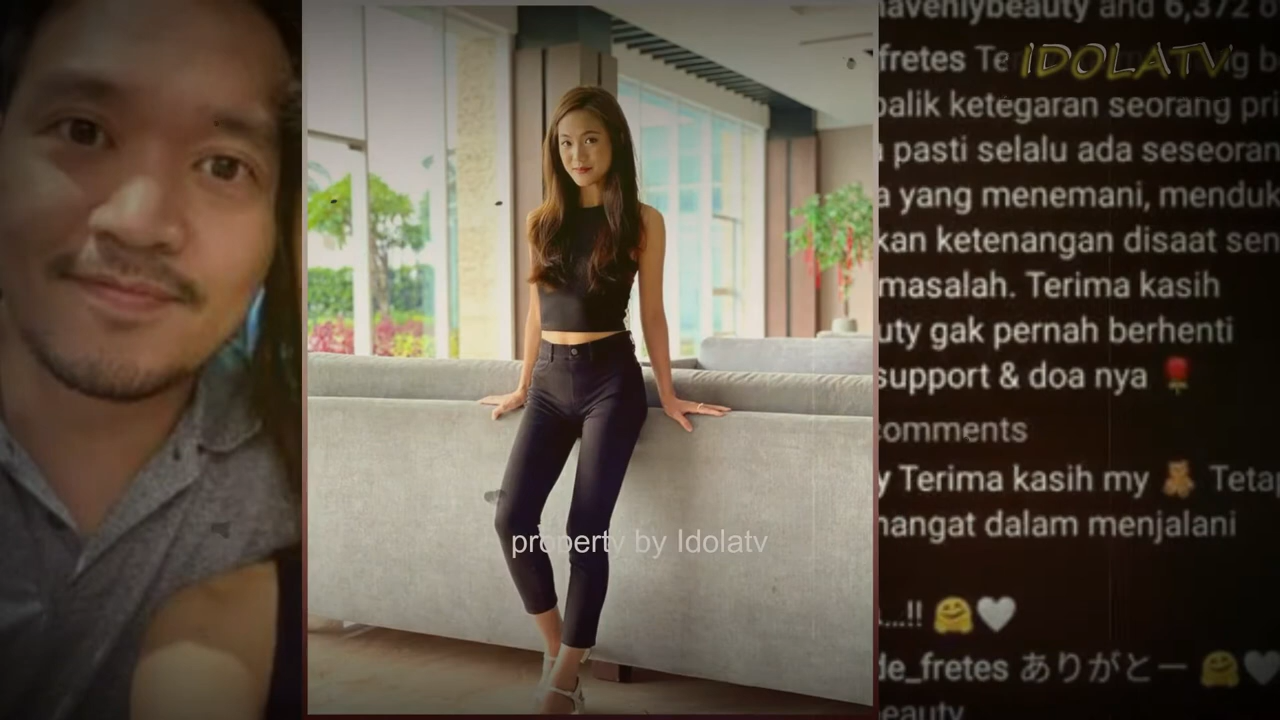 avenlybeauty and 6,372 o
IDOLATV
fretes Te
g b
balik ketegaran seorang pri
pasti selalu ada seseoran
a yang menemani, menduk
kan ketenangan disaat sen
masalah. Terima kasih
uty gak pernah berhenti
support & doa nya 🌹
comments
y Terima kasih my 🧸 Tetap
hangat dalam menjalani
...!! 🤗🤍
de_fretes ありがとー 🤗🤍
eauty
property by Idolatv